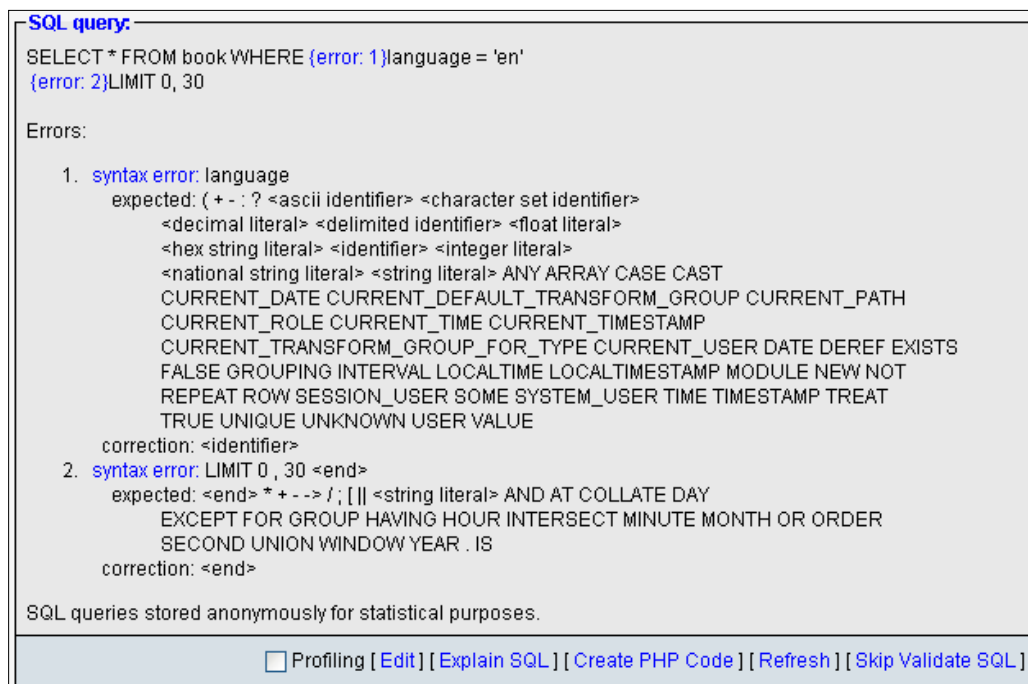 SQL query:
SELECT * FROM book WHERE {error: 1}language = 'en'
{error: 2}LIMIT 0, 30
Errors:
1. syntax error: language
expected: ( + - : ? <ascii identifier> <character set identifier>
<decimal literal> <delimited identifier> <float literal>
<hex string literal> <identifier> <integer literal>
<national string literal> <string literal> ANY ARRAY CASE CAST
CURRENT_DATE CURRENT_DEFAULT_TRANSFORM_GROUP CURRENT_PATH
CURRENT_ROLE CURRENT_TIME CURRENT_TIMESTAMP
CURRENT_TRANSFORM_GROUP_FOR_TYPE CURRENT_USER DATE DEREF EXISTS
FALSE GROUPING INTERVAL LOCALTIME LOCALTIMESTAMP MODULE NEW NOT
REPEAT ROW SESSION_USER SOME SYSTEM_USER TIME TIMESTAMP TREAT
TRUE UNIQUE UNKNOWN USER VALUE
correction: <identifier>
2. syntax error: LIMIT 0 , 30 <end>
expected: <end> * + - -> / ; [ || <string literal> AND AT COLLATE DAY
EXCEPT FOR GROUP HAVING HOUR INTERSECT MINUTE MONTH OR ORDER
SECOND UNION WINDOW YEAR . IS
correction: <end>
SQL queries stored anonymously for statistical purposes.
Profiling [ Edit ] [ Explain SQL ] [ Create PHP Code ] [ Refresh ] [ Skip Validate SQL ]